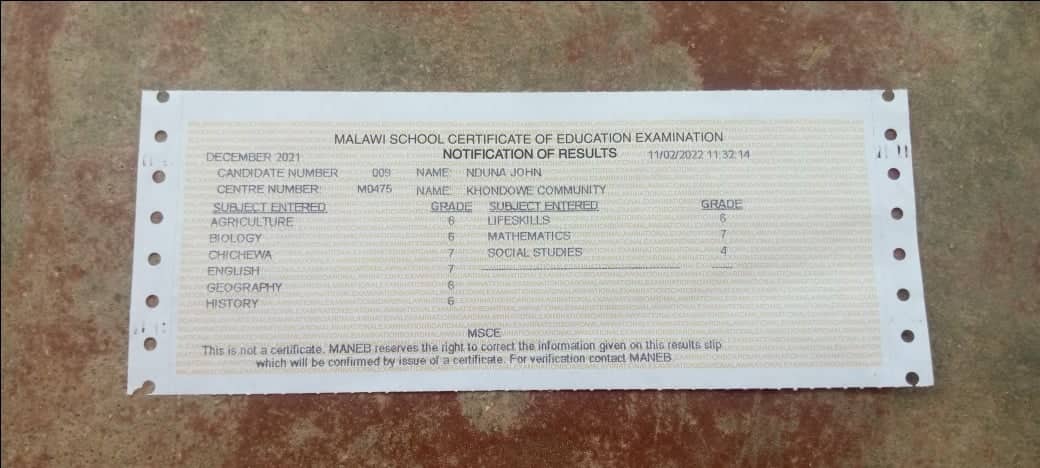 MALAWI SCHOOL CERTIFICATE OF EDUCATION EXAMINATION
DECEMBER 2021 NOTIFICATION OF RESULTS 11/02/2022 11:32:14
CANDIDATE NUMBER 009 NAME: NDUNA JOHN
CENTRE NUMBER: M0475 NAME: KHONDOWE COMMUNITY
SUBJECT ENTERED GRADE SUBJECT ENTERED GRADE
AGRICULTURE 6 LIFESKILLS 6
BIOLOGY 6 MATHEMATICS 7
CHICHEWA 7 SOCIAL STUDIES 4
ENGLISH 7
GEOGRAPHY 6
HISTORY 6
MSCE
This is not a certificate. MANEB reserves the right to correct the information given on this results slip
which will be confirmed by issue of a certificate. For verification contact MANEB